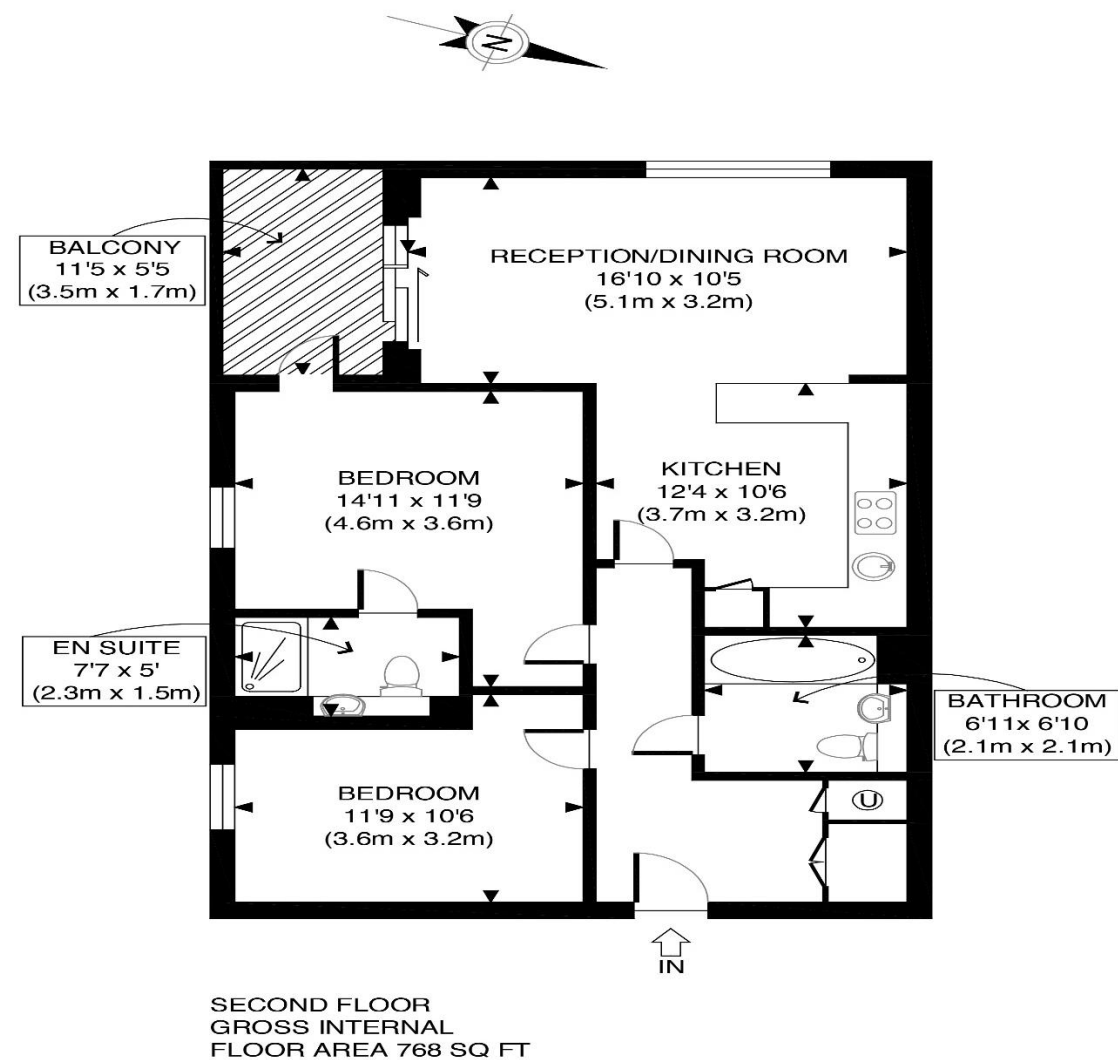 N
BALCONY
11'5 x 5'5
(3.5m x 1.7m)
RECEPTION/DINING ROOM
16'10 x 10'5
(5.1m x 3.2m)
BEDROOM
14'11 x 11'9
(4.6m x 3.6m)
KITCHEN
12'4 x 10'6
(3.7m x 3.2m)
EN SUITE
7'7 x 5'
(2.3m x 1.5m)
BATHROOM
6'11x 6'10
(2.1m x 2.1m)
BEDROOM
11'9 x 10'6
(3.6m x 3.2m)
U
IN
SECOND FLOOR
GROSS INTERNAL
FLOOR AREA 768 SQ FT